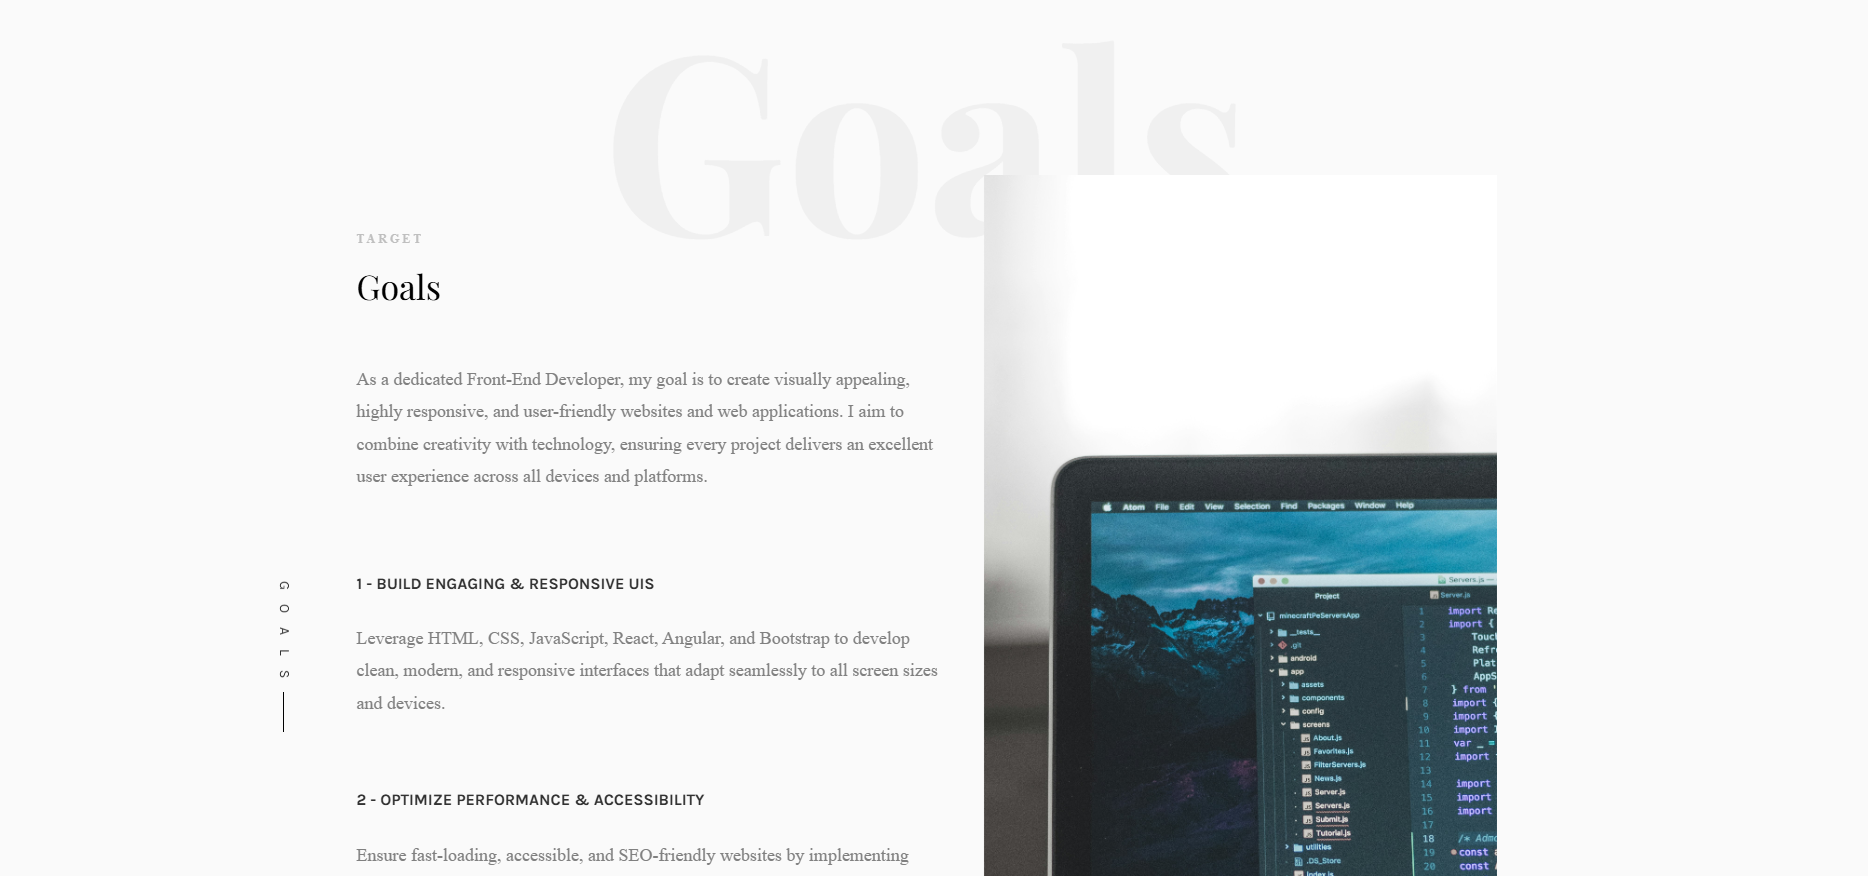 Goals
TARGET
Goals
As a dedicated Front-End Developer, my goal is to create visually appealing,
highly responsive, and user-friendly websites and web applications. I aim to
combine creativity with technology, ensuring every project delivers an excellent
user experience across all devices and platforms.
GOALS
1 - BUILD ENGAGING & RESPONSIVE UIS
Leverage HTML, CSS, JavaScript, React, Angular, and Bootstrap to develop
clean, modern, and responsive interfaces that adapt seamlessly to all screen sizes
and devices.
2 - OPTIMIZE PERFORMANCE & ACCESSIBILITY
Ensure fast-loading, accessible, and SEO-friendly websites by implementing
Atom File Edit View Selection Find Packages Window Help
Servers.js —
Project
Server.js
minecraftPeServersApp
__tests__
.git
android
app
assets
components
config
screens
About.js
Favorites.js
FilterServers.js
News.js
Server.js
Servers.js
Submit.js
Tutorial.js
utilities
.DS_Store
index.js
1 import Re
2 import {
3 Touc
4 Refr
5 Plat
6 AppS
7 } from '
8 import {
9 import {
10 import
11 var _ =
12 import
13
14 import
15 import
16 import
17
18 /* Adm
19 const
20 const